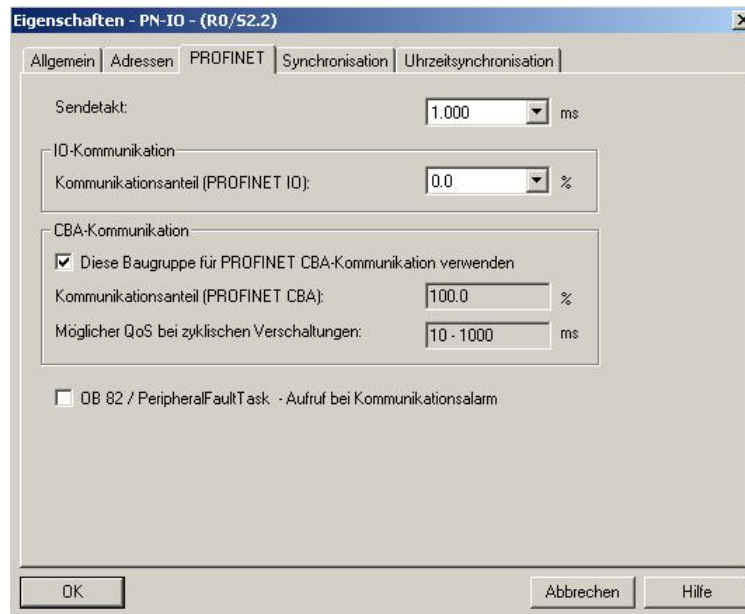 Eigenschaften - PN-IO - (R0/S2.2)
Allgemein Adressen PROFINET Synchronisation Uhrzeitsynchronisation
Sendetakt: 1.000 ms
IO-Kommunikation
Kommunikationsanteil (PROFINET IO): 0.0 %
CBA-Kommunikation
Diese Baugruppe für PROFINET CBA-Kommunikation verwenden
Kommunikationsanteil (PROFINET CBA): 100.0 %
Möglicher QoS bei zyklischen Verschaltungen: 10 - 1000 ms
OB 82 / PeripheralFaultTask - Aufruf bei Kommunikationsalarm
OK Abbrechen Hilfe